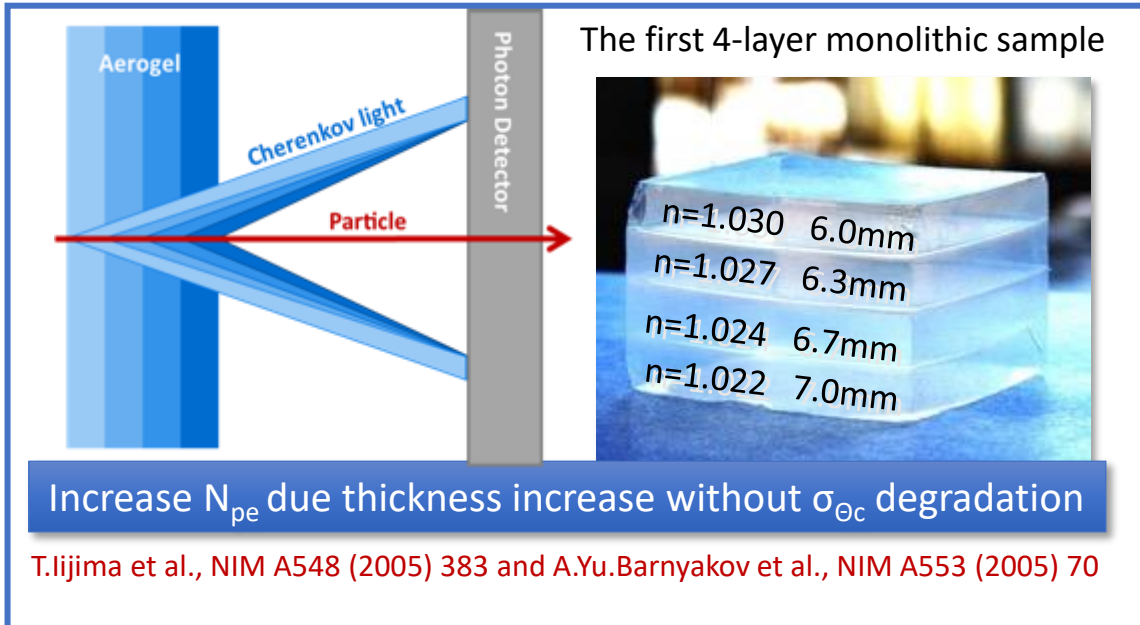 Aerogel
Cherenkov light
Particle
Photon Detector
The first 4-layer monolithic sample
n=1.030 6.0mm
n=1.027 6.3mm
n=1.024 6.7mm
n=1.022 7.0mm
Increase Npe due thickness increase without σΘc degradation
T.Iijima et al., NIM A548 (2005) 383 and A.Yu.Barnyakov et al., NIM A553 (2005) 70